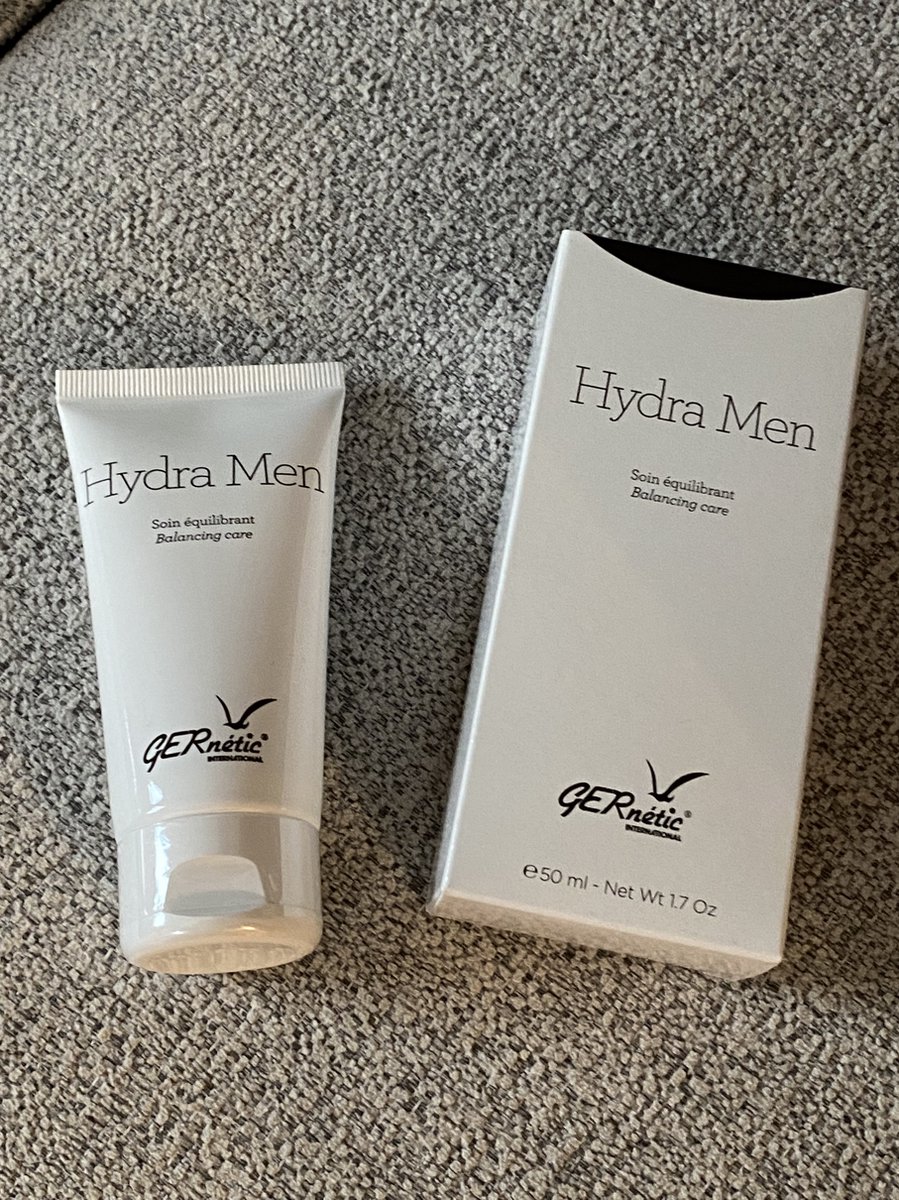 Hydra Men
Soin équilibrant
Balancing care
GERnétic®
INTERNATIONAL
Hydra Men
Soin équilibrant
Balancing care
GERnétic®
INTERNATIONAL
℮50 ml - Net Wt 1.7 Oz